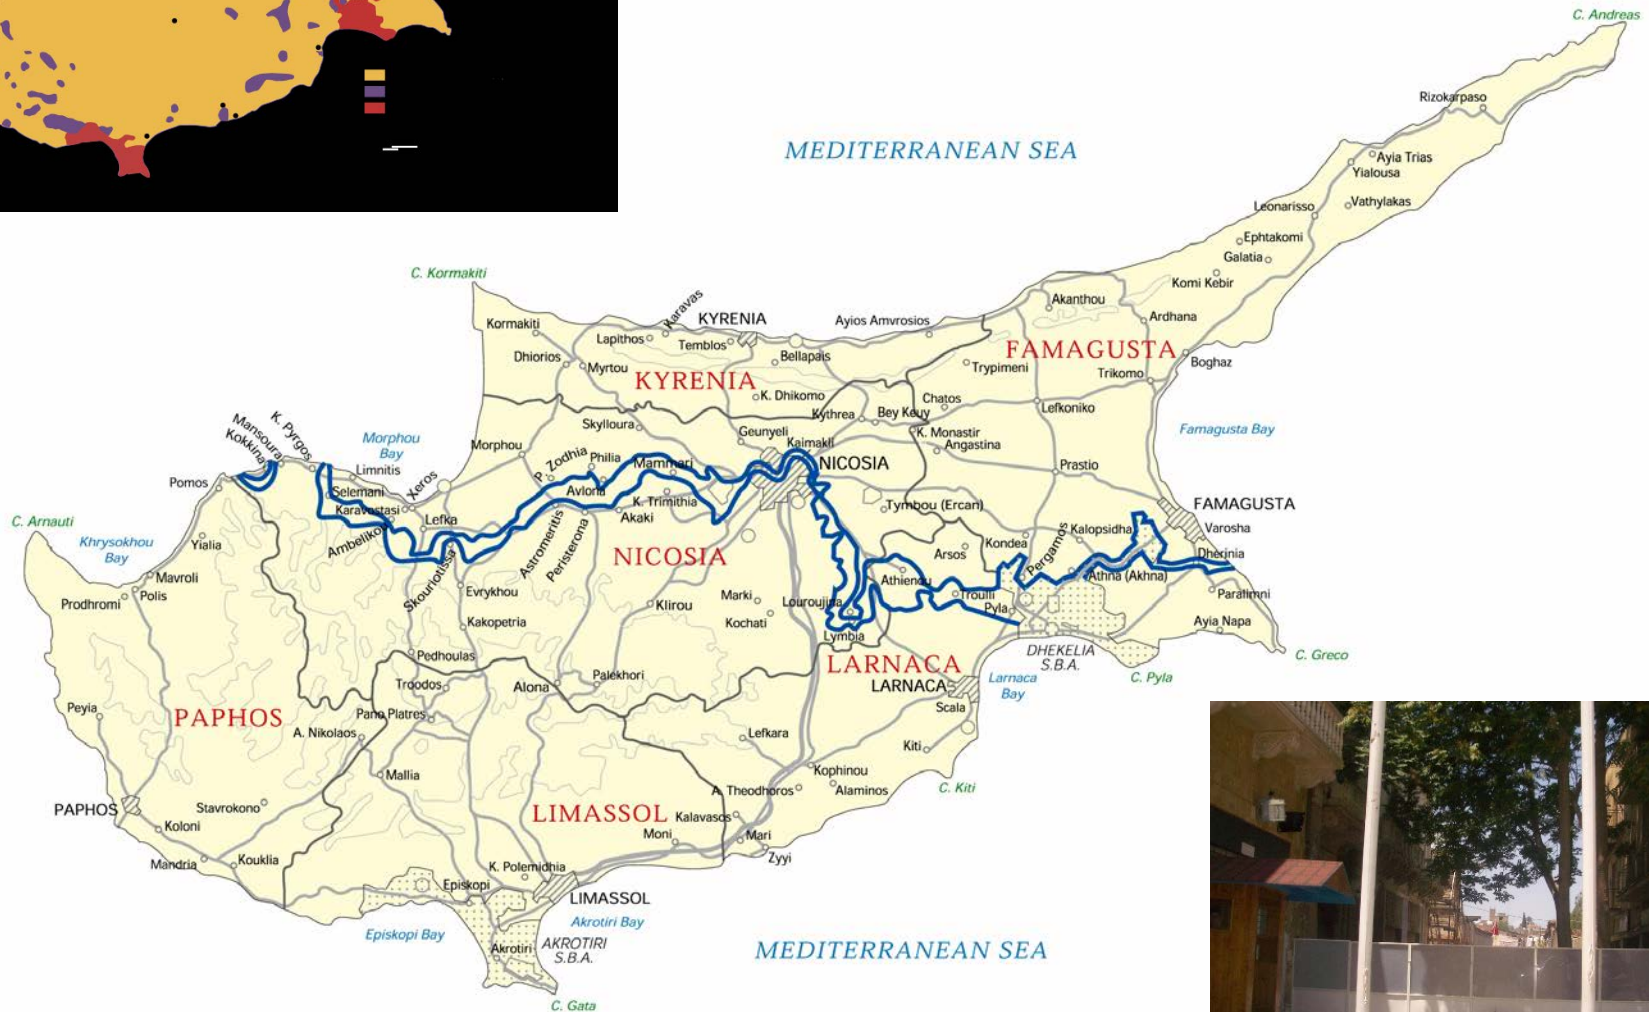 C. Andreas
Rizokarpaso
MEDITERRANEAN SEA
Ayia Trias
Yialousa
Leonarisso
Vathylakas
Ephtakomi
Galatia
C. Kormakiti
Komi Kebir
Akanthou
Karavas
KYRENIA
Ayios Amvrosios
Ardhana
Kormakiti
Lapithos
Temblos
FAMAGUSTA
Bellapais
Boghaz
Dhiorios
Myrtou
Trypimeni
Trikomo
KYRENIA
K. Dhikomo
Chatos
Lefkoniko
Kythrea
Bey Keuy
Mansoura
Kokkina
K. Pyrgos
Skylloura
Morphou
Bay
Geunyeli
K. Monastir
Famagusta Bay
Morphou
Kaimakli
Angastina
P. Zodhia
Philia
Mammari
NICOSIA
Prastio
Limnitis
Pomos
Xeros
Selemani
Avlona
K. Trimithia
Tymbou (Ercan)
FAMAGUSTA
Karavostasi
Akaki
C. Arnauti
Lefka
Kalopsidha
Varosha
Khrysokhou
Bay
Yialia
Ambelikou
Astromeritis
Peristerona
Arsos
Kondea
Pergamos
NICOSIA
Dherinia
Skouriotissa
Mavroli
Athienou
Athna (Akhna)
Prodhromi
Polis
Evrykhou
Marki
Louroujina
Troulli
Paralimni
Klirou
Pyla
Kochati
Kakopetria
Ayia Napa
Lymbia
Pedhoulas
DHEKELIA
S.B.A.
C. Greco
LARNACA
Palekhori
Larnaca
Bay
C. Pyla
Troodos
Alona
LARNACA
Peyia
PAPHOS
Pano Platres
Scala
A. Nikolaos
Lefkara
Kiti
Mallia
Kophinou
C. Kiti
A. Theodhoros
Alaminos
PAPHOS
Stavrokono
LIMASSOL
Kalavasos
Koloni
Moni
Mari
Mandria
Kouklia
Zyyi
K. Polemidhia
Episkopi
LIMASSOL
Akrotiri Bay
Episkopi Bay
Akrotiri
AKROTIRI
S.B.A.
MEDITERRANEAN SEA
C. Gata